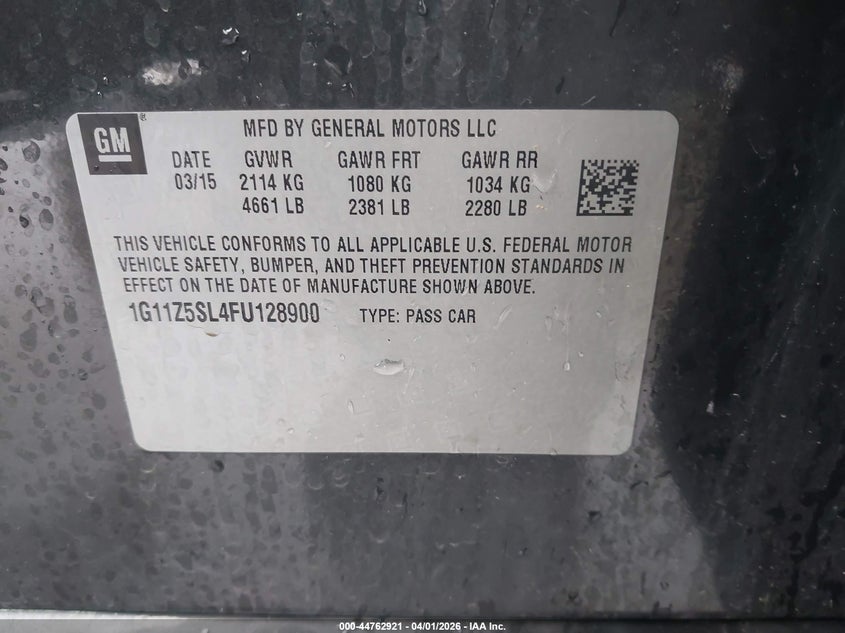 GM
MFD BY GENERAL MOTORS LLC
DATE GVWR GAWR FRT GAWR RR
03/15 2114 KG 1080 KG 1034 KG
4661 LB 2381 LB 2280 LB
THIS VEHICLE CONFORMS TO ALL APPLICABLE U.S. FEDERAL MOTOR
VEHICLE SAFETY, BUMPER, AND THEFT PREVENTION STANDARDS IN
EFFECT ON THE DATE OF MANUFACTURE SHOWN ABOVE.
1G11Z5SL4FU128900 TYPE: PASS CAR
000-44762921 - 04/01/2026 - IAA Inc.